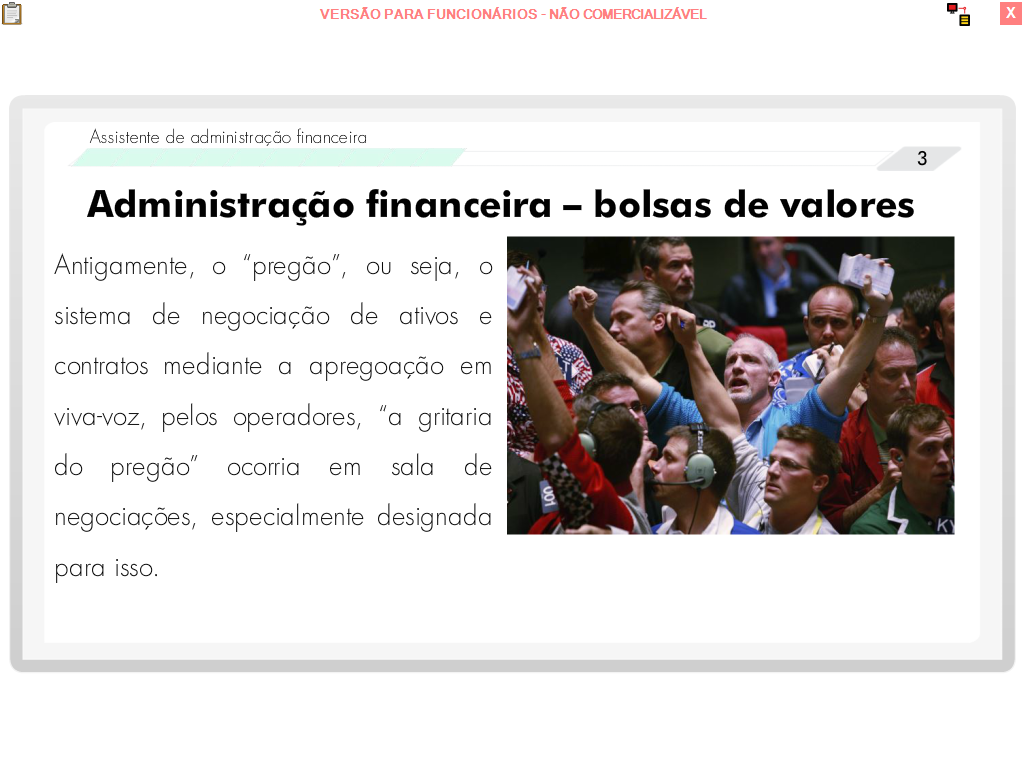 VERSÃO PARA FUNCIONÁRIOS - NÃO COMERCIALIZÁVEL
X
Assistente de administração financeira
3
Administração financeira – bolsas de valores
Antigamente, o “pregão”, ou seja, o
sistema de negociação de ativos e
contratos mediante a apregoação em
viva-voz, pelos operadores, “a gritaria
do pregão” ocorria em sala de
negociações, especialmente designada
para isso.